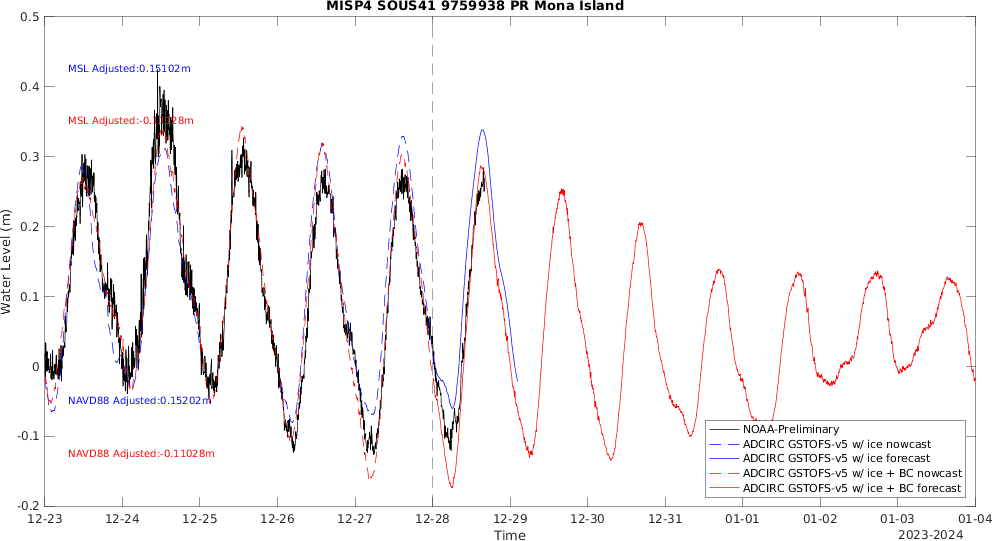 MISP4 SOUS41 9759938 PR Mona Island
0.5
0.4
0.3
0.2
0.1
0
-0.1
-0.2
Water Level (m)
MSL Adjusted:0.15102m
MSL Adjusted:
NAVD88 Adjusted:0.15202m
NAVD88 Adjusted:-0.11028m
NOAA-Preliminary
ADCIRC GSTOFS-v5 w/ ice nowcast
ADCIRC GSTOFS-v5 w/ ice forecast
ADCIRC GSTOFS-v5 w/ ice + BC nowcast
ADCIRC GSTOFS-v5 w/ ice + BC forecast
12-23 12-24 12-25 12-26 12-27 12-28 12-29 12-30 12-31 01-01 01-02 01-03 01-04
Time
2023-2024